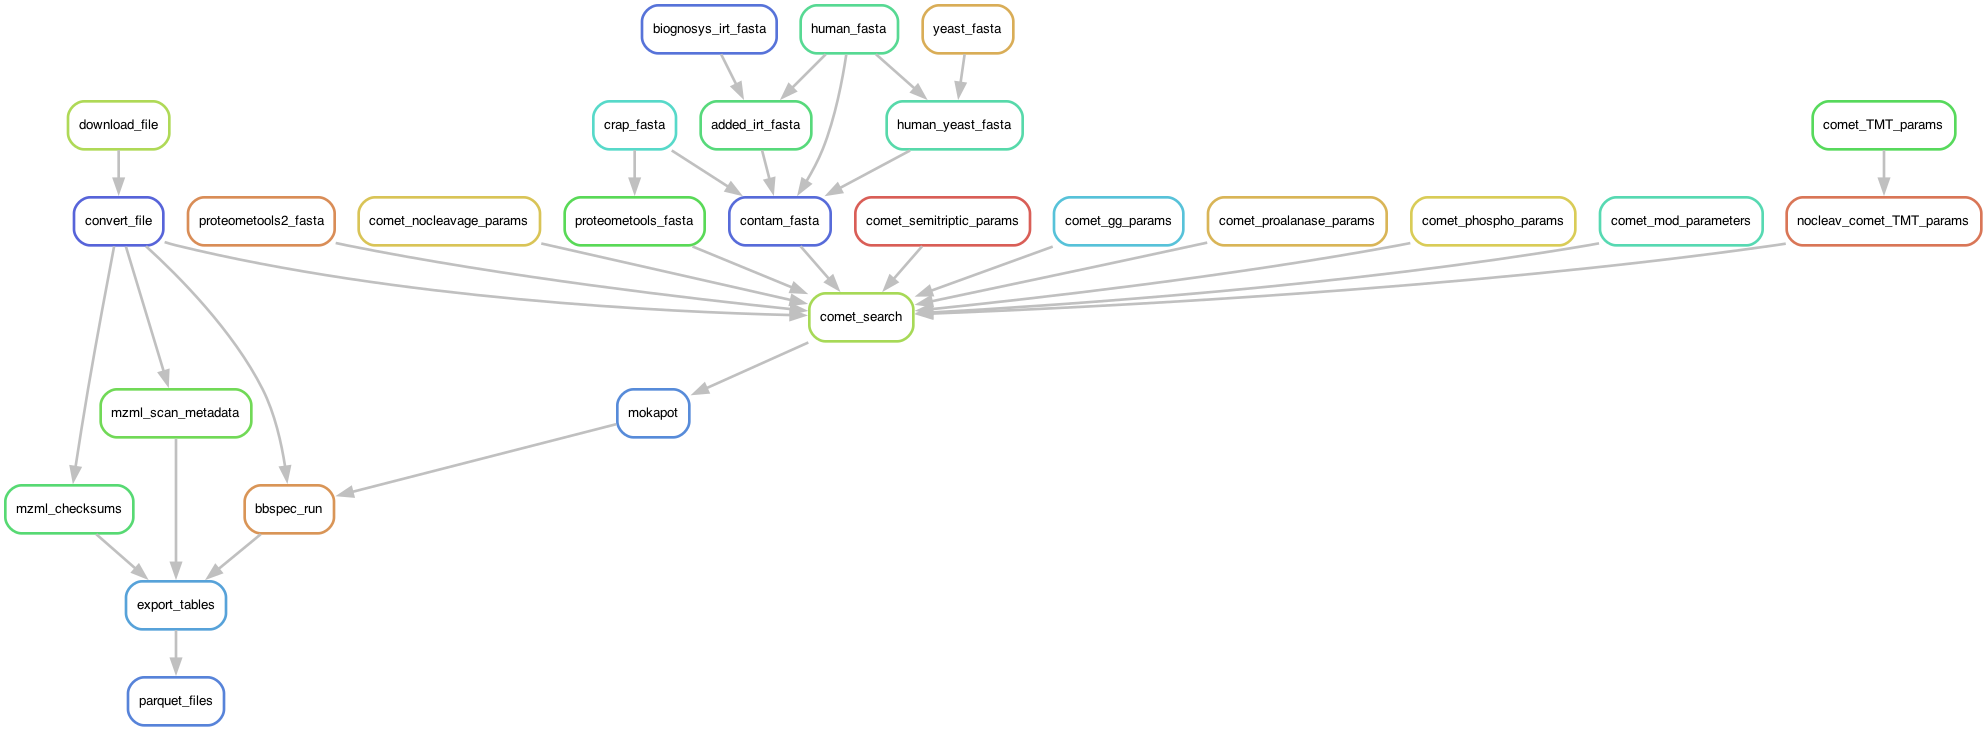 biognosys_irt_fasta
human_fasta
yeast_fasta
download_file
crap_fasta
added_irt_fasta
human_yeast_fasta
comet_TMT_params
convert_file
proteometools2_fasta
comet_nocleavage_params
proteometools_fasta
contam_fasta
comet_semitriptic_params
comet_gg_params
comet_proalanase_params
comet_phospho_params
comet_mod_parameters
nocleav_comet_TMT_params
comet_search
mzml_scan_metadata
mokapot
mzml_checksums
bbspec_run
export_tables
parquet_files